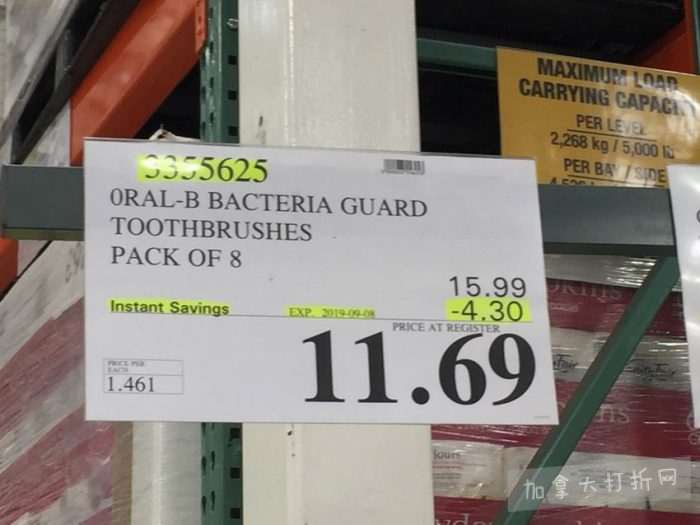 MAXIMUM LOAD
CARRYING CAPACITY
PER LEVEL
2,268 kg / 5,000 lb
PER BAY / SIDE
3355625
0RAL-B BACTERIA GUARD
TOOTHBRUSHES
PACK OF 8
15.99
Instant Savings EXP. 2019-09-08 -4.30
PRICE AT REGISTER
11.69
PRICE PER
EACH
1.461
jours
加拿大打折网